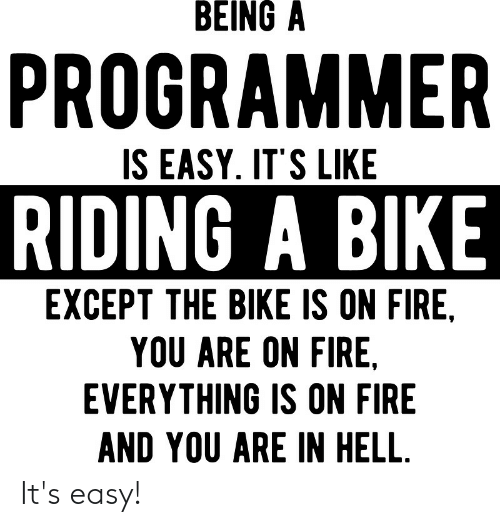 BEING A
PROGRAMMER
IS EASY. IT'S LIKE
RIDING A BIKE
EXCEPT THE BIKE IS ON FIRE,
YOU ARE ON FIRE,
EVERYTHING IS ON FIRE
AND YOU ARE IN HELL.
It's easy!